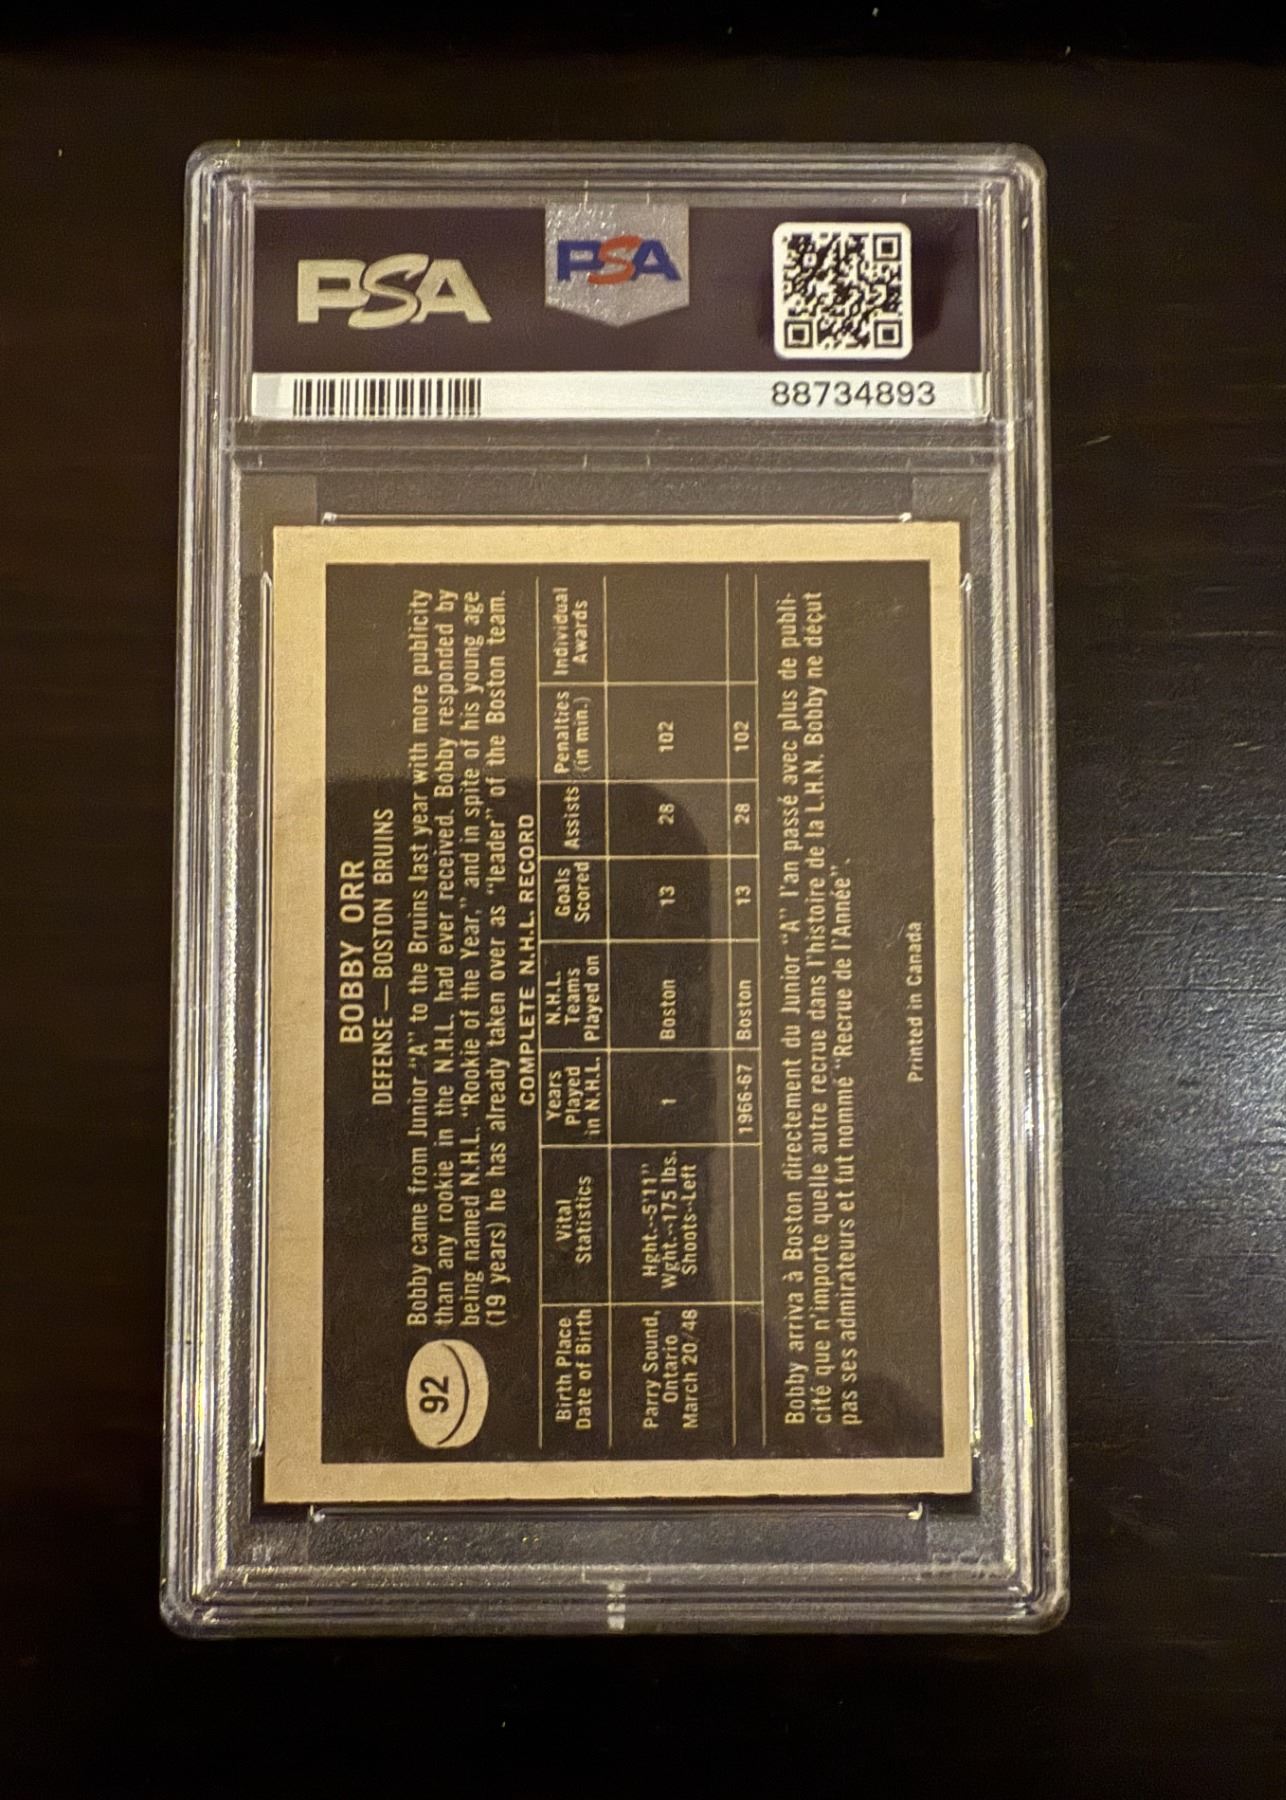 PSA
PSA
88734893
BOBBY ORR
DEFENSE—BOSTON BRUINS
92
Bobby came from Junior "A" to the Bruins last year with more publicity
than any rookie in the N.H.L. had ever received. Bobby responded by
being named N.H.L. "Rookie of the Year," and in spite of his young age
(19 years) he has already taken over as "leader" of the Boston team.
COMPLETE N.H.L. RECORD
Birth Place Date of Birth | Vital Statistics | Years Played in N.H.L. | N.H.L. Teams Played on | Goals Scored | Assists | Penalties (in min.) | Individual Awards
Parry Sound, Ontario March 20/48 | Hght.--5'11" Wght.--175 lbs. Shoots--Left | 1 | Boston | 13 | 28 | 102
1966-67 | Boston | 13 | 28 | 102
Bobby arriva à Boston directement du Junior "A" l'an passé avec plus de publi-
cité que n'importe quelle autre recrue dans l'histoire de la L.H.N. Bobby ne déçut
pas ses admirateurs et fut nommé "Recrue de l'Année".
Printed in Canada